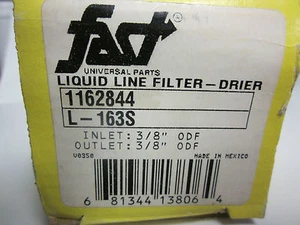 fast
UNIVERSAL PARTS
LIQUID LINE FILTER-DRIER
1162844
L-163S
INLET: 3/8" ODF
OUTLET: 3/8" ODF
V0350 MADE IN MEXICO
6 81344 13806 4